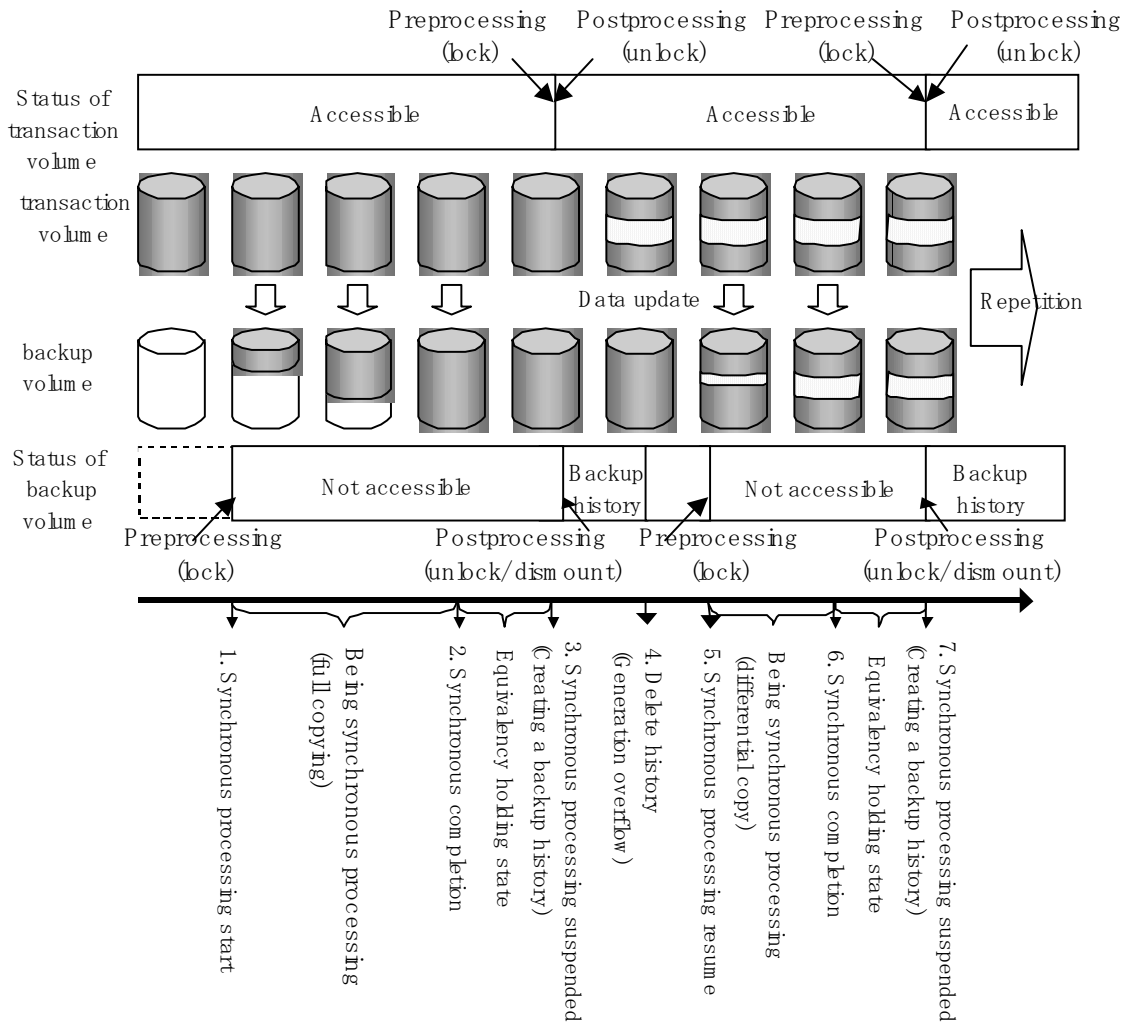 Preprocessing
(lock)
Postprocessing
(unlock)
Preprocessing
(lock)
Postprocessing
(unlock)
Status of
transaction
volume
Accessible
Accessible
Accessible
transaction
volume
Data update
Repetition
backup
volume
Status of
backup
volume
Not accessible
Backup
history
Not accessible
Backup
history
Preprocessing
(lock)
Postprocessing
(unlock/dismount)
Preprocessing
(lock)
Postprocessing
(unlock/dismount)
1. Synchronous processing start
Being synchronous processing
(full copying)
2. Synchronous completion
Equivalency holding state
3. Synchronous processing suspended
(Creating a backup history)
4. Delete history
(Generation overflow)
5. Synchronous processing resume
Being synchronous processing
(differential copy)
6. Synchronous completion
Equivalency holding state
7. Synchronous processing suspended
(Creating a backup history)